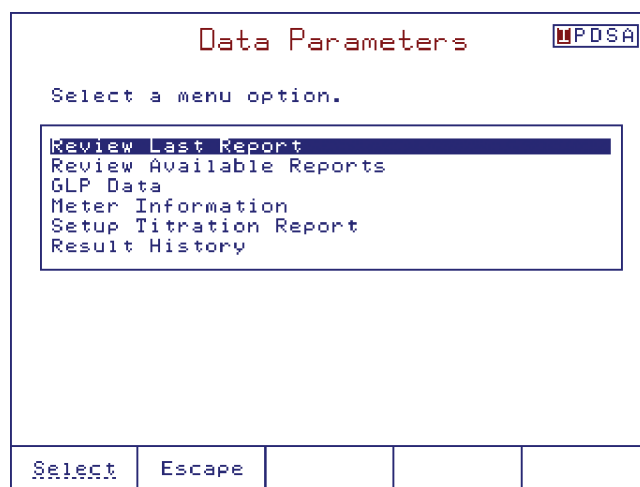 Data Parameters
IPDSA
Select a menu option.
Review Last Report
Review Available Reports
GLP Data
Meter Information
Setup Titration Report
Result History
Select Escape